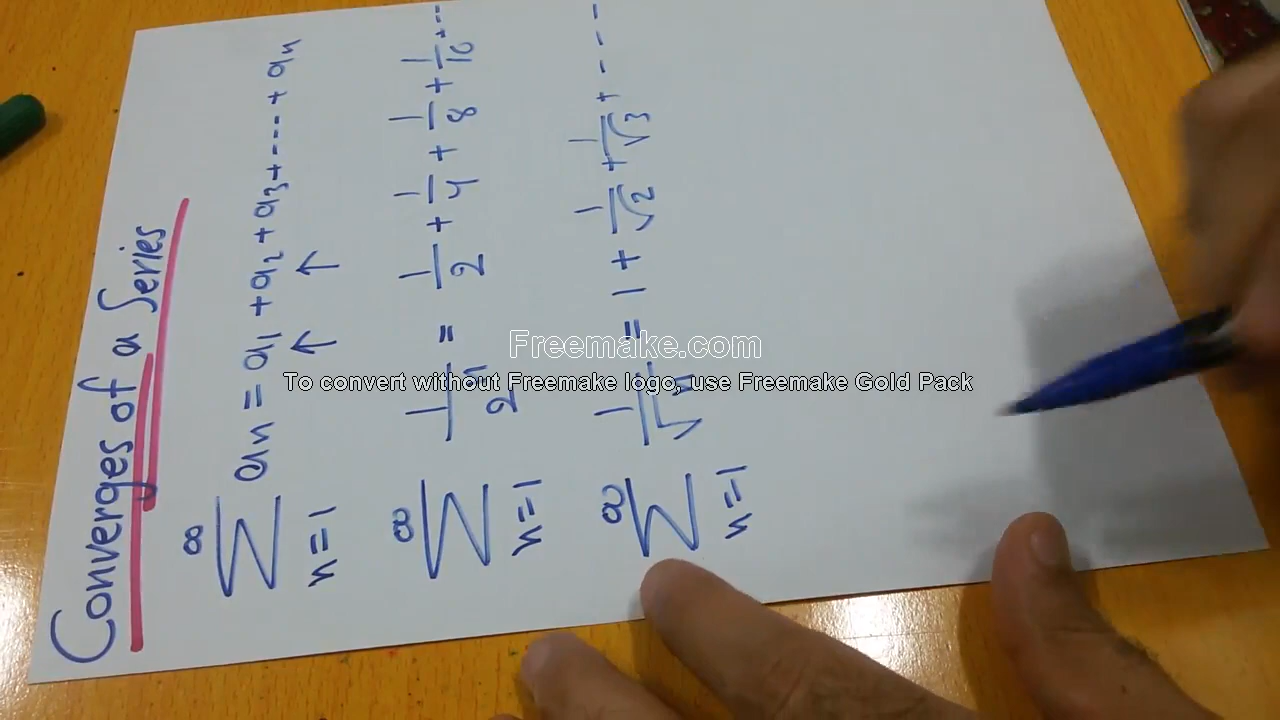 Converges of a Series
∞ ∑ n=1 an = a1 + a2 + a3 + ---- + an
↑ ↑
∞ ∑ n=1 1/2^n = 1/2 + 1/4 + 1/8 + 1/16 + ---
∞ ∑ n=1 1/√n = 1 + 1/√2 + 1/√3 + ----
Freemake.com
To convert without Freemake logo, use Freemake Gold Pack